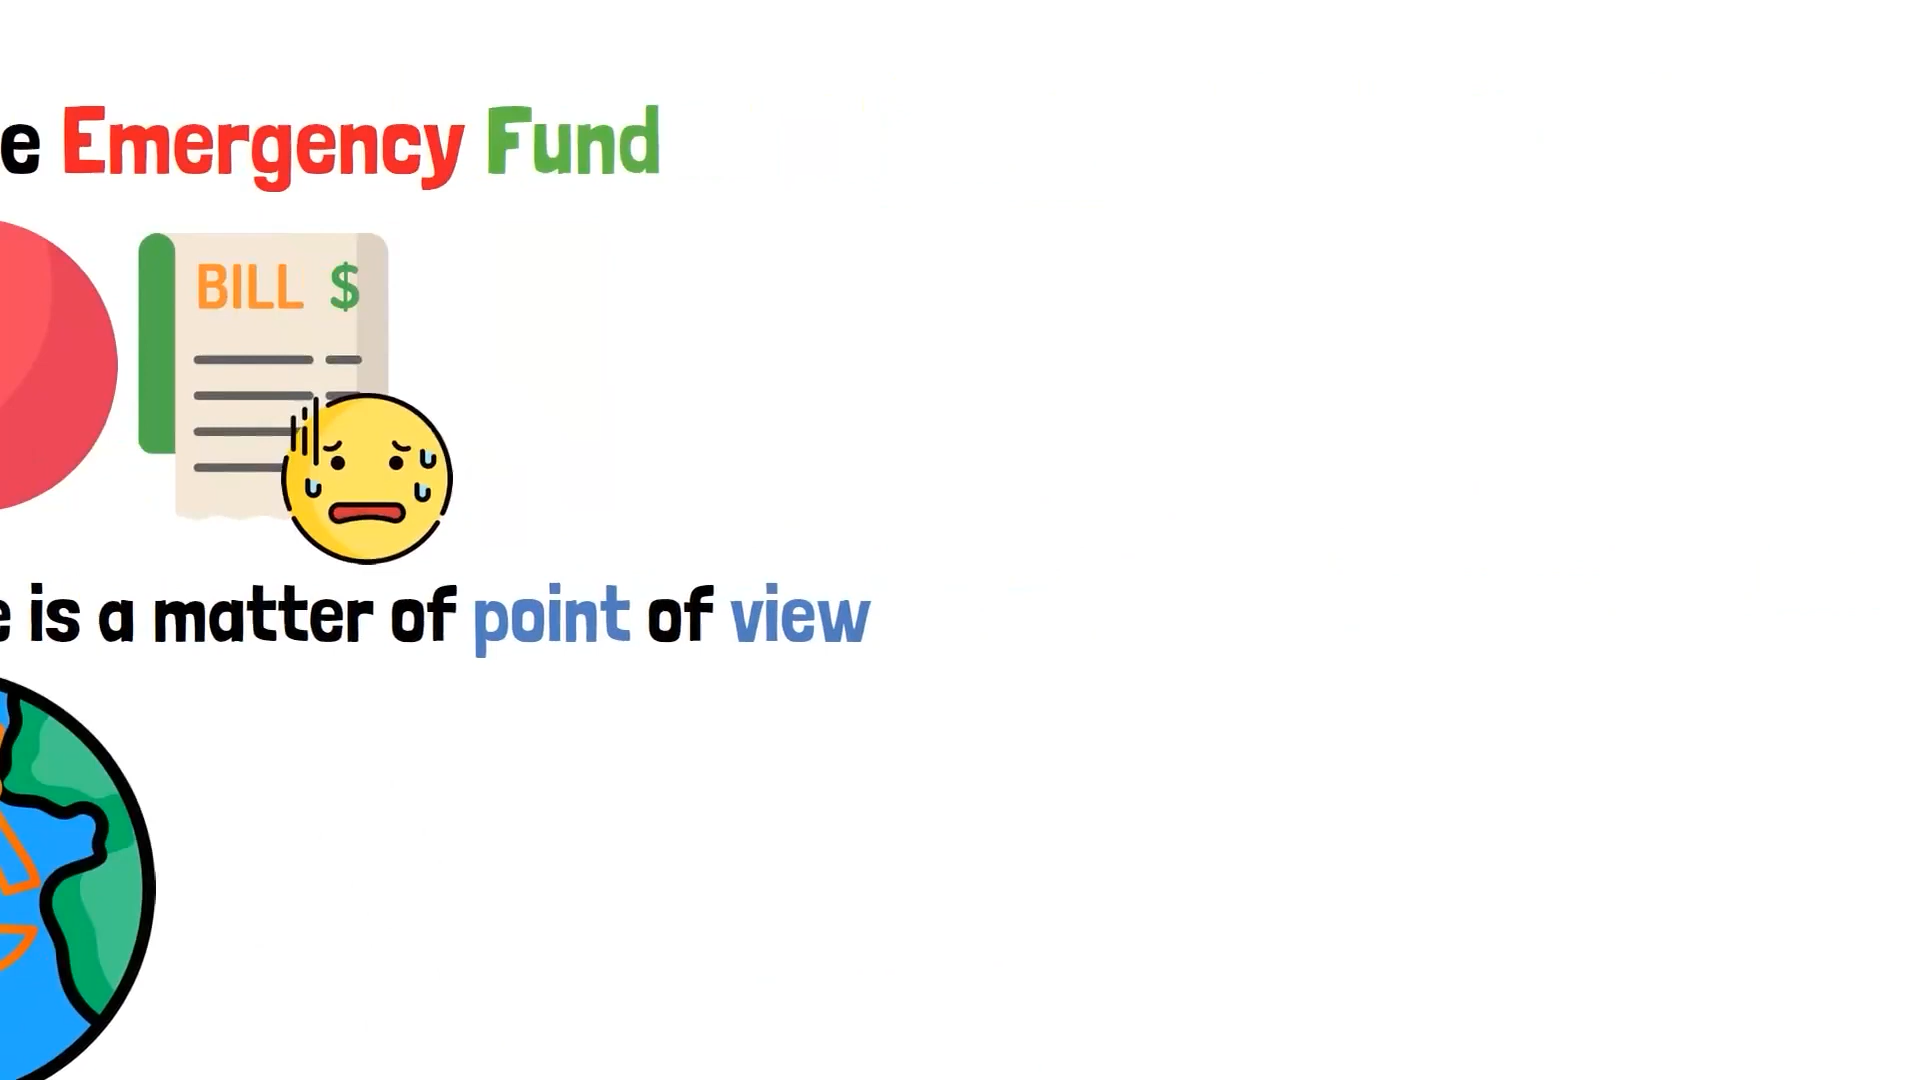 e Emergency Fund
BILL $
e is a matter of point of view